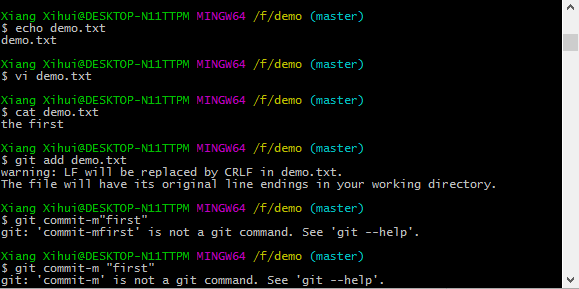 Xiang Xihui@DESKTOP-N11TTPM MINGW64 /f/demo (master)
$ echo demo.txt
demo.txt
Xiang Xihui@DESKTOP-N11TTPM MINGW64 /f/demo (master)
$ vi demo.txt
Xiang Xihui@DESKTOP-N11TTPM MINGW64 /f/demo (master)
$ cat demo.txt
the first
Xiang Xihui@DESKTOP-N11TTPM MINGW64 /f/demo (master)
$ git add demo.txt
warning: LF will be replaced by CRLF in demo.txt.
The file will have its original line endings in your working directory.
Xiang Xihui@DESKTOP-N11TTPM MINGW64 /f/demo (master)
$ git commit-m"first"
git: 'commit-mfirst' is not a git command. See 'git --help'.
Xiang Xihui@DESKTOP-N11TTPM MINGW64 /f/demo (master)
$ git commit-m "first"
git: 'commit-m' is not a git command. See 'git --help'.